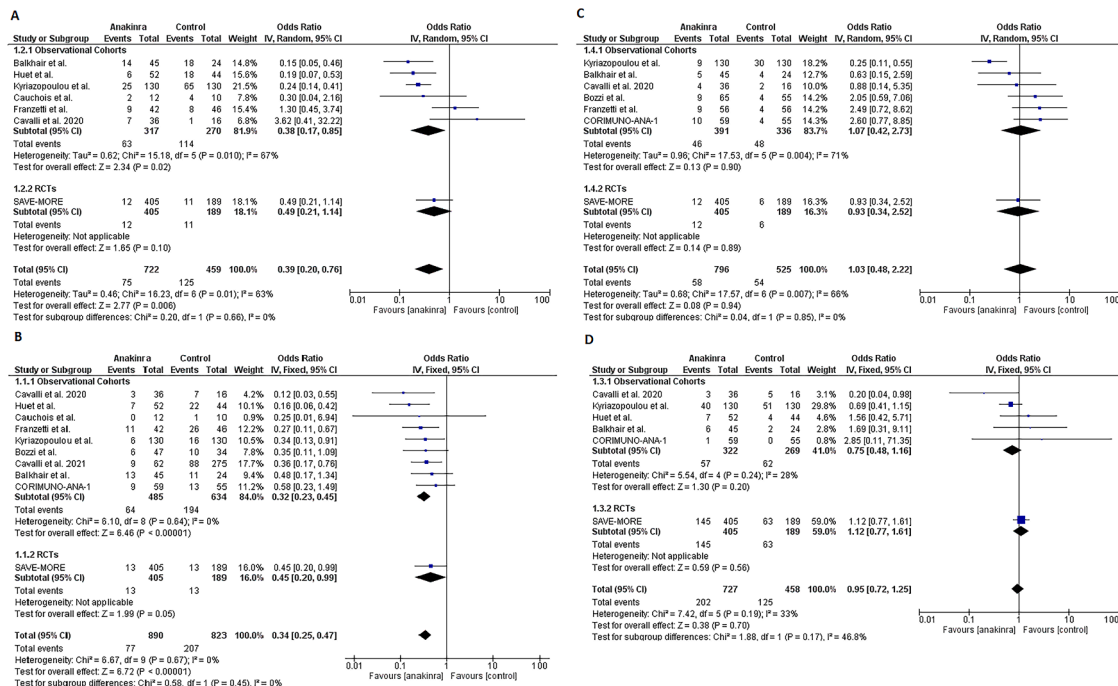 A
Anakinra Control Odds Ratio Odds Ratio
Study or Subgroup Events Total Events Total Weight IV, Random, 95% CI IV, Random, 95% CI
1.2.1 Observational Cohorts
Balkhair et al. 14 45 18 24 14.8% 0.15 [0.05, 0.46]
Huet et al. 6 52 18 44 15.9% 0.19 [0.07, 0.53]
Kyriazopoulou et al. 25 130 65 130 21.5% 0.24 [0.14, 0.41]
Cauchois et al. 2 12 4 10 7.8% 0.30 [0.04, 2.16]
Franzetti et al. 9 42 8 46 15.4% 1.30 [0.45, 3.74]
Cavalli et al. 2020 7 36 1 16 6.6% 3.62 [0.41, 32.22]
Subtotal (95% CI) 317 270 81.9% 0.38 [0.17, 0.85]
Total events 63 114
Heterogeneity: Tau² = 0.62; Chi² = 15.18, df = 5 (P = 0.010); I² = 67%
Test for overall effect: Z = 2.34 (P = 0.02)
1.2.2 RCTs
SAVE-MORE 12 405 11 189 18.1% 0.49 [0.21, 1.14]
Subtotal (95% CI) 405 189 18.1% 0.49 [0.21, 1.14]
Total events 12 11
Heterogeneity: Not applicable
Test for overall effect: Z = 1.65 (P = 0.10)
Total (95% CI) 722 459 100.0% 0.39 [0.20, 0.76]
Total events 75 125
Heterogeneity: Tau² = 0.46; Chi² = 16.23, df = 6 (P = 0.01); I² = 63%
Test for overall effect: Z = 2.77 (P = 0.006)
Test for subgroup differences: Chi² = 0.20, df = 1 (P = 0.66), I² = 0%
0.01 0.1 1 10 100
Favours [anakinra] Favours [control]
B
Anakinra Control Odds Ratio Odds Ratio
Study or Subgroup Events Total Events Total Weight IV, Fixed, 95% CI IV, Fixed, 95% CI
1.1.1 Observational Cohorts
Cavalli et al. 2020 3 36 7 16 4.2% 0.12 [0.03, 0.55]
Huet et al. 7 52 22 44 10.1% 0.16 [0.06, 0.42]
Cauchois et al. 0 12 1 10 0.9% 0.25 [0.01, 6.94]
Franzetti et al. 11 42 26 46 11.6% 0.27 [0.11, 0.67]
Kyriazopoulou et al. 6 130 16 130 10.5% 0.34 [0.13, 0.91]
Bozzi et al. 6 47 10 34 7.7% 0.35 [0.11, 1.09]
Cavalli et al. 2021 9 62 88 275 17.7% 0.36 [0.17, 0.76]
Balkhair et al. 13 45 11 24 9.2% 0.48 [0.17, 1.34]
CORIMUNO-ANA-1 9 59 13 55 12.2% 0.58 [0.23, 1.49]
Subtotal (95% CI) 485 634 84.0% 0.32 [0.23, 0.45]
Total events 64 194
Heterogeneity: Chi² = 6.10, df = 8 (P = 0.64); I² = 0%
Test for overall effect: Z = 6.46 (P < 0.00001)
1.1.2 RCTs
SAVE-MORE 13 405 13 189 16.0% 0.45 [0.20, 0.99]
Subtotal (95% CI) 405 189 16.0% 0.45 [0.20, 0.99]
Total events 13 13
Heterogeneity: Not applicable
Test for overall effect: Z = 1.99 (P = 0.05)
Total (95% CI) 890 823 100.0% 0.34 [0.25, 0.47]
Total events 77 207
Heterogeneity: Chi² = 6.67, df = 9 (P = 0.67); I² = 0%
Test for overall effect: Z = 6.72 (P < 0.00001)
Test for subgroup differences: Chi² = 0.58, df = 1 (P = 0.45), I² = 0%
0.01 0.1 1 10 100
Favours [anakinra] Favours [control]
C
Anakinra Control Odds Ratio Odds Ratio
Study or Subgroup Events Total Events Total Weight IV, Random, 95% CI IV, Random, 95% CI
1.4.1 Observational Cohorts
Kyriazopoulou et al. 9 130 30 130 18.3% 0.25 [0.11, 0.55]
Balkhair et al. 5 45 4 24 12.7% 0.63 [0.15, 2.59]
Cavalli et al. 2020 4 36 2 16 10.4% 0.88 [0.14, 5.35]
Bozzi et al. 9 65 4 55 14.2% 2.05 [0.59, 7.06]
Franzetti et al. 9 56 4 56 14.1% 2.49 [0.72, 8.62]
CORIMUNO-ANA-1 10 59 4 55 14.3% 2.60 [0.77, 8.85]
Subtotal (95% CI) 391 336 83.7% 1.07 [0.42, 2.73]
Total events 46 48
Heterogeneity: Tau² = 0.96; Chi² = 17.53, df = 5 (P = 0.004); I² = 71%
Test for overall effect: Z = 0.13 (P = 0.90)
1.4.2 RCTs
SAVE-MORE 12 405 6 189 16.3% 0.93 [0.34, 2.52]
Subtotal (95% CI) 405 189 16.3% 0.93 [0.34, 2.52]
Total events 12 6
Heterogeneity: Not applicable
Test for overall effect: Z = 0.14 (P = 0.89)
Total (95% CI) 796 525 100.0% 1.03 [0.48, 2.22]
Total events 58 54
Heterogeneity: Tau² = 0.68; Chi² = 17.57, df = 6 (P = 0.007); I² = 66%
Test for overall effect: Z = 0.08 (P = 0.94)
Test for subgroup differences: Chi² = 0.04, df = 1 (P = 0.85), I² = 0%
0.01 0.1 1 10 100
Favours [anakinra] Favours [control]
D
Anakinra Control Odds Ratio Odds Ratio
Study or Subgroup Events Total Events Total Weight IV, Fixed, 95% CI IV, Fixed, 95% CI
1.3.1 Observational Cohorts
Cavalli et al. 2020 3 36 5 16 3.1% 0.20 [0.04, 0.98]
Kyriazopoulou et al. 40 130 51 130 29.8% 0.69 [0.41, 1.15]
Huet et al. 7 52 4 44 4.6% 1.56 [0.42, 5.71]
Balkhair et al. 6 45 2 24 2.7% 1.69 [0.31, 9.11]
CORIMUNO-ANA-1 1 59 0 55 0.8% 2.85 [0.11, 71.35]
Subtotal (95% CI) 322 269 41.0% 0.75 [0.48, 1.16]
Total events 57 62
Heterogeneity: Chi² = 5.54, df = 4 (P = 0.24); I² = 28%
Test for overall effect: Z = 1.30 (P = 0.20)
1.3.2 RCTs
SAVE-MORE 145 405 63 189 59.0% 1.12 [0.77, 1.61]
Subtotal (95% CI) 405 189 59.0% 1.12 [0.77, 1.61]
Total events 145 63
Heterogeneity: Not applicable
Test for overall effect: Z = 0.59 (P = 0.56)
Total (95% CI) 727 458 100.0% 0.95 [0.72, 1.25]
Total events 202 125
Heterogeneity: Chi² = 7.42, df = 5 (P = 0.19); I² = 33%
Test for overall effect: Z = 0.38 (P = 0.70)
Test for subgroup differences: Chi² = 1.88, df = 1 (P = 0.17), I² = 46.8%
0.01 0.1 1 10 100
Favours [anakinra] Favours [control]